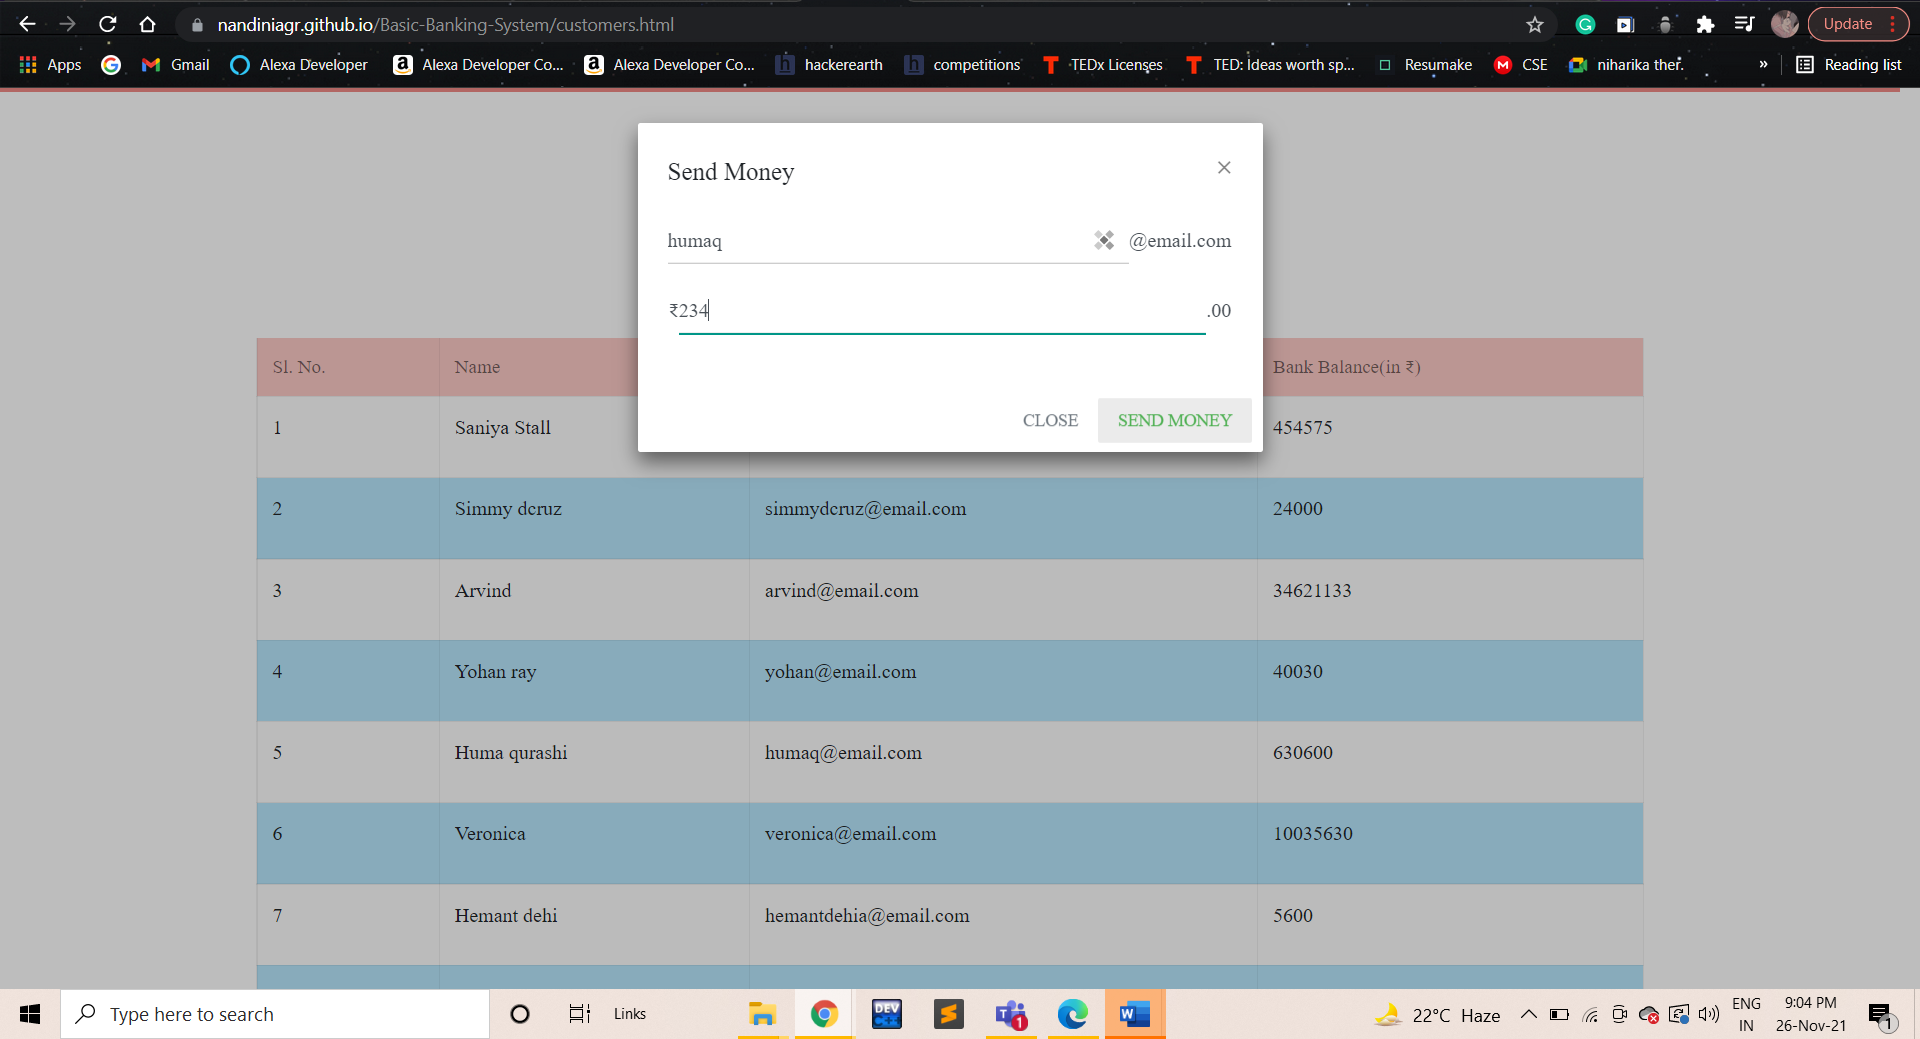 nandiniagr.github.io/Basic-Banking-System/customers.html
Update
Apps
Gmail
Alexa Developer
Alexa Developer Co...
Alexa Developer Co...
hackerearth
competitions
TEDx Licenses
TED: Ideas worth sp...
Resumake
CSE
niharika ther.
»
Reading list
Send Money
humaq @email.com
₹234 .00
CLOSE SEND MONEY
Sl. No. Name Bank Balance(in ₹)
1 Saniya Stall 454575
2 Simmy dcruz simmydcruz@email.com 24000
3 Arvind arvind@email.com 34621133
4 Yohan ray yohan@email.com 40030
5 Huma qurashi humaq@email.com 630600
6 Veronica veronica@email.com 10035630
7 Hemant dehi hemantdehia@email.com 5600
Type here to search
Links
DEV C++
T 1
W
22°C Haze
ENG
IN
9:04 PM
26-Nov-21
1